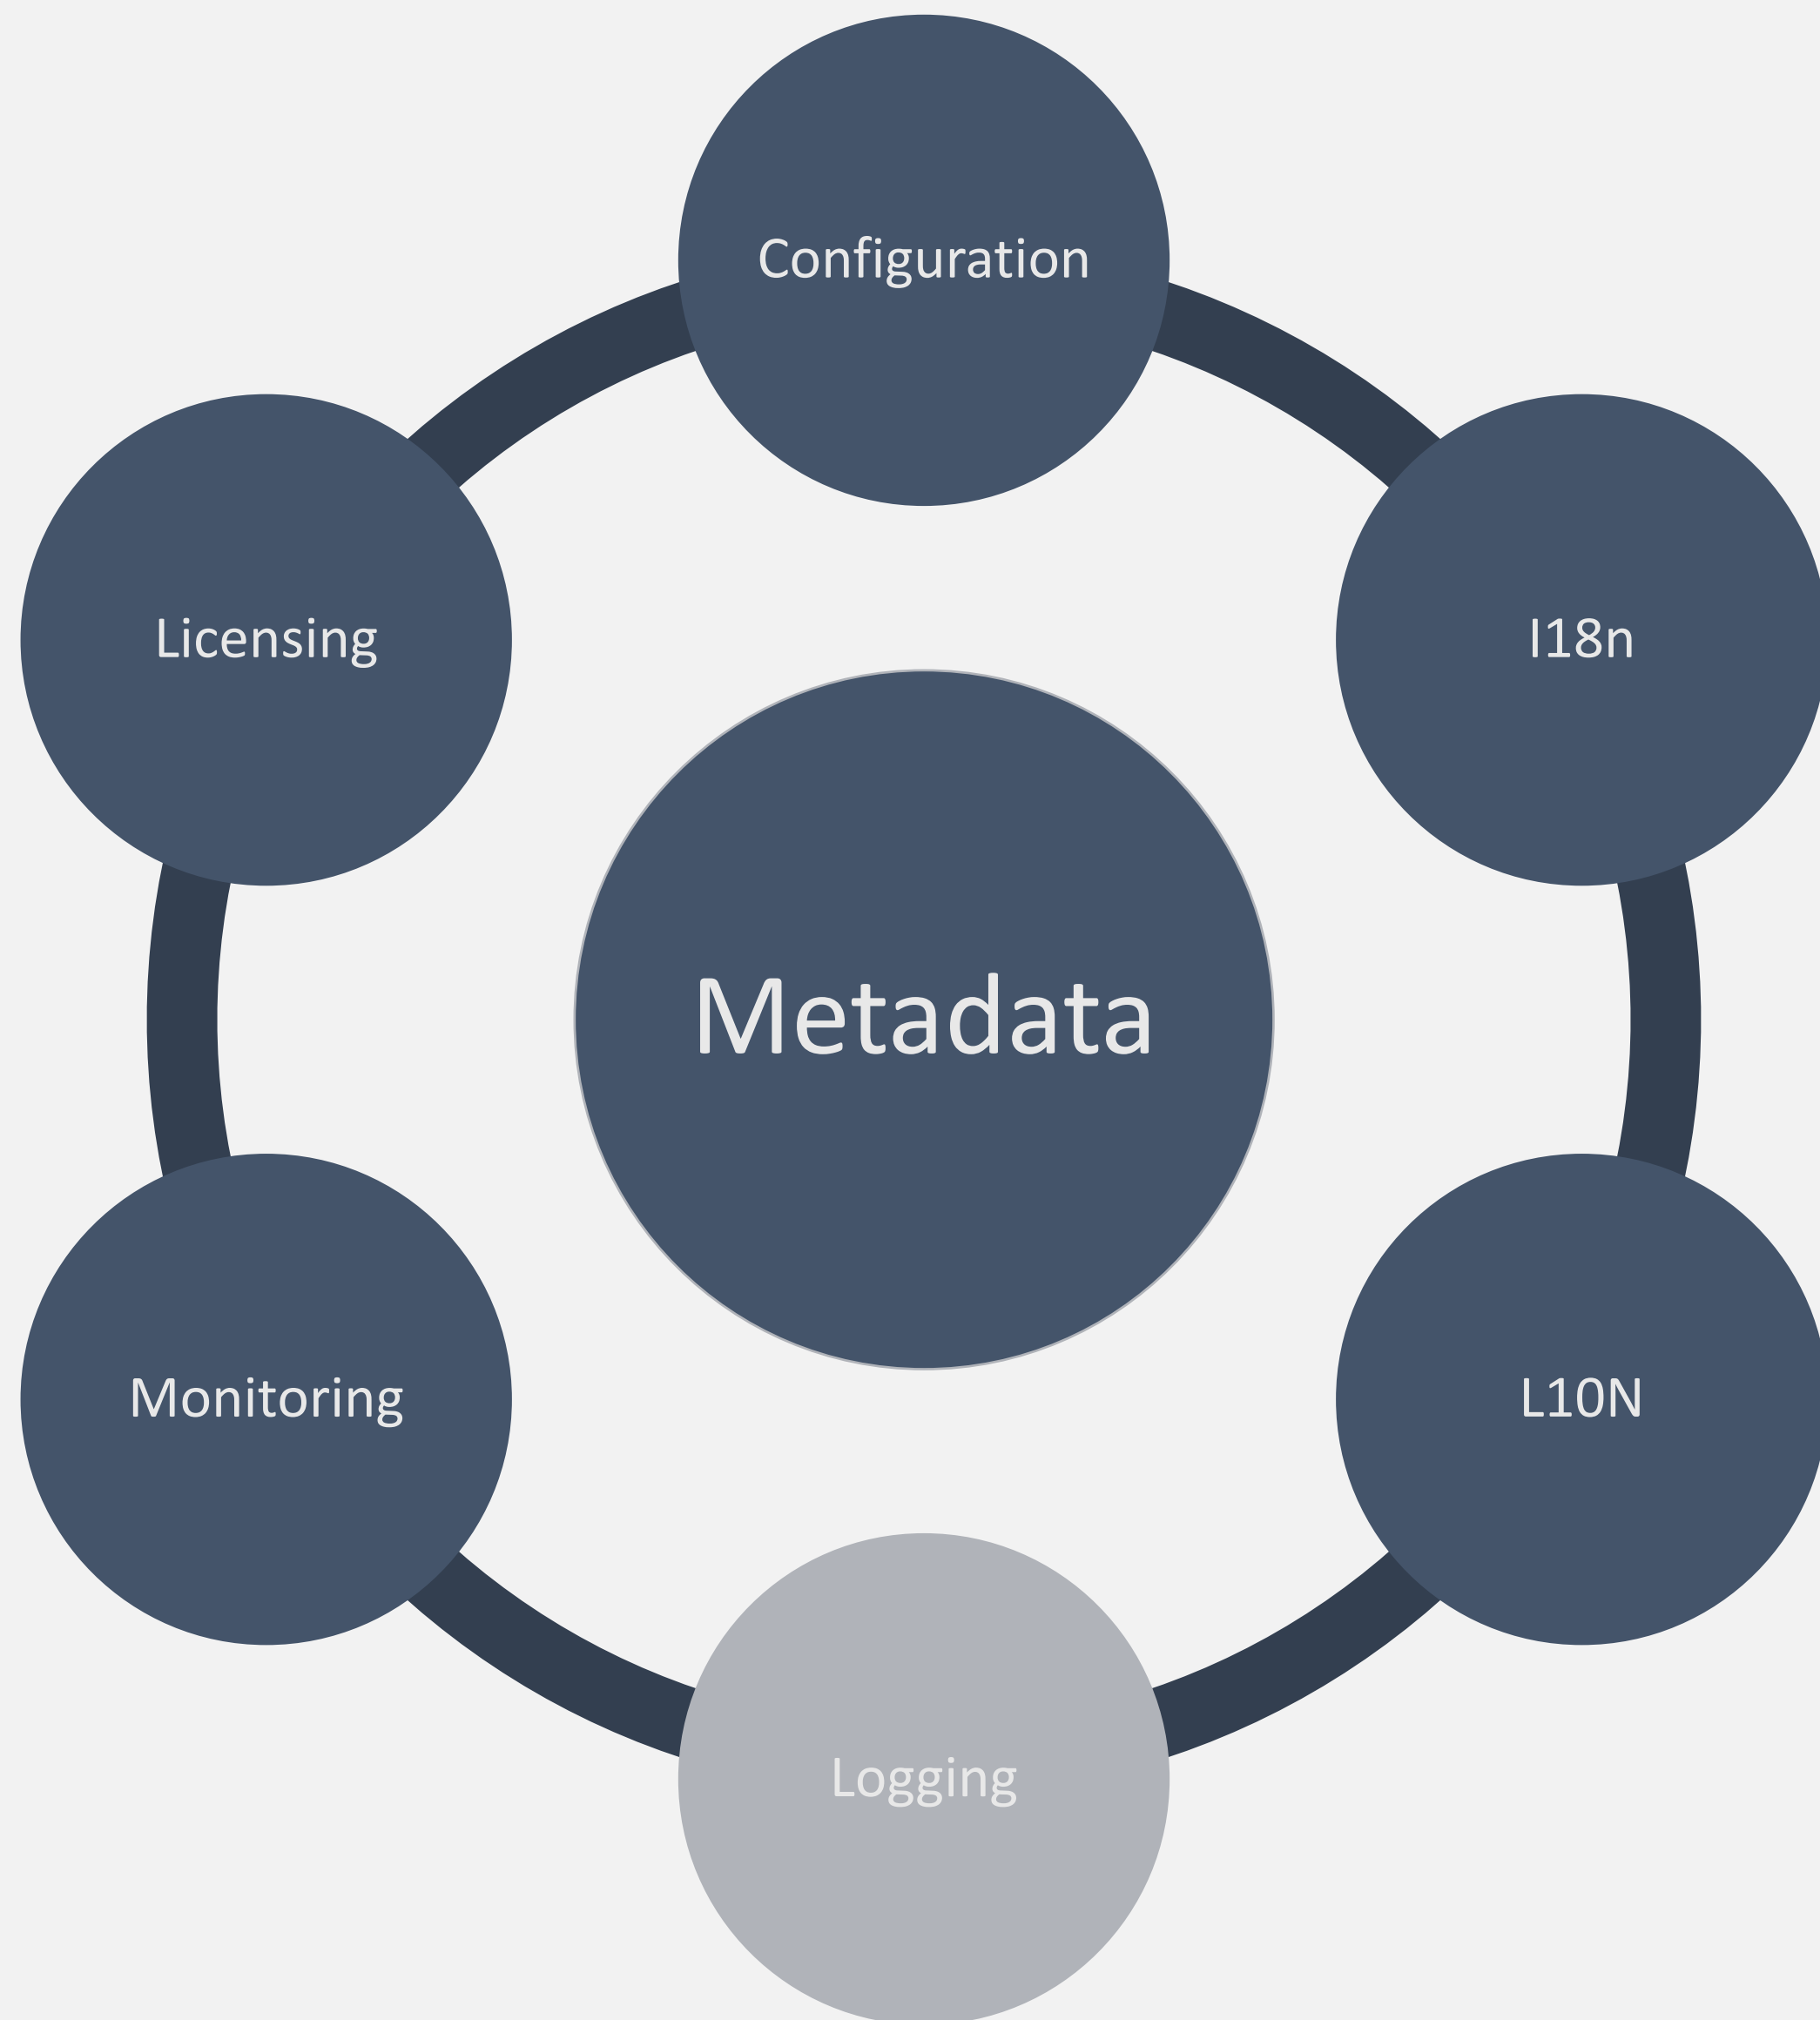 Configuration
Licensing
I18n
Metadata
Monitoring
L10N
Logging